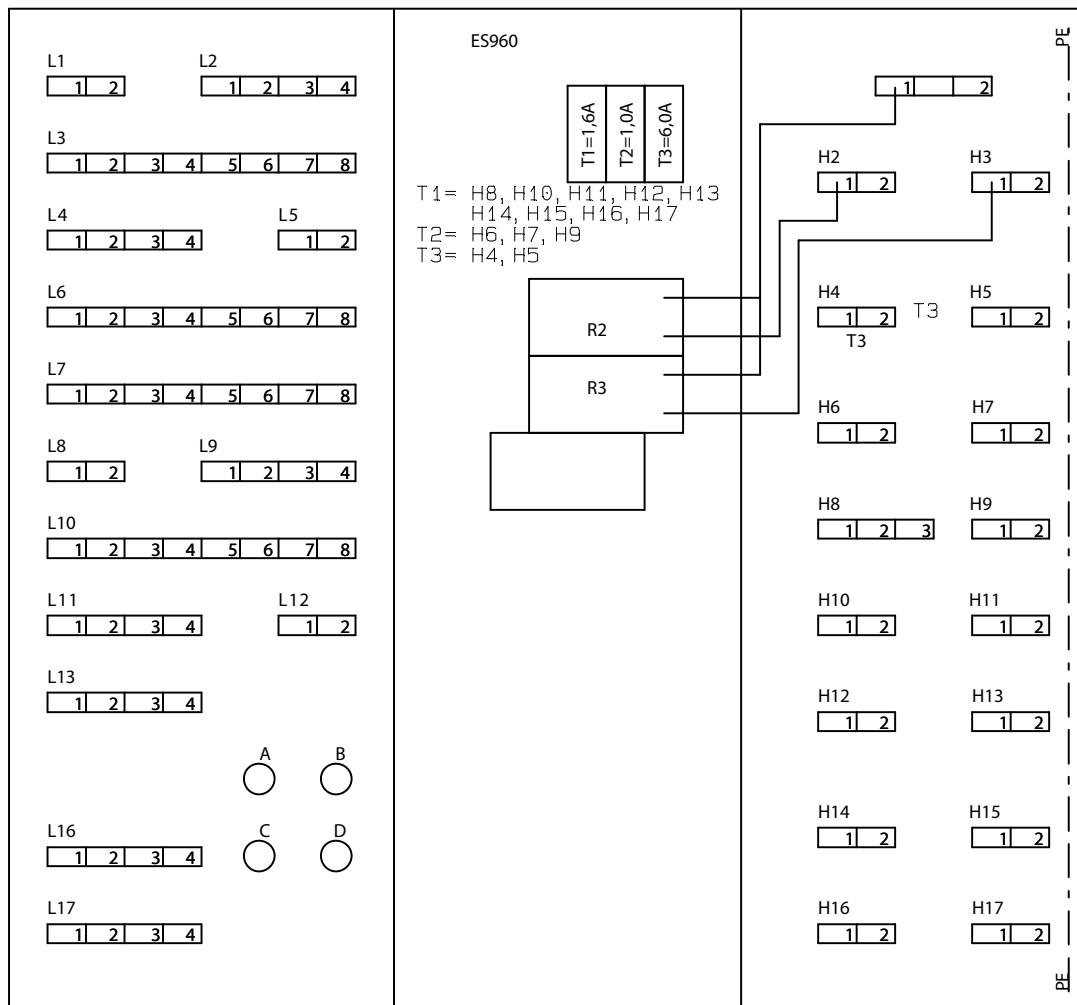 ES960
PE
L1
1 2
L2
1 2 3 4
L3
1 2 3 4 5 6 7 8
L4
1 2 3 4
L5
1 2
L6
1 2 3 4 5 6 7 8
L7
1 2 3 4 5 6 7 8
L8
1 2
L9
1 2 3 4
L10
1 2 3 4 5 6 7 8
L11
1 2 3 4
L12
1 2
L13
1 2 3 4
A B
C D
L16
1 2 3 4
L17
1 2 3 4
T1=1,6A
T2=1,0A
T3=6,0A
T1= H8, H10, H11, H12, H13
H14, H15, H16, H17
T2= H6, H7, H9
T3= H4, H5
R2
R3
1 2
H2
1 2
H3
1 2
H4
1 2
T3
T3
H5
1 2
H6
1 2
H7
1 2
H8
1 2 3
H9
1 2
H10
1 2
H11
1 2
H12
1 2
H13
1 2
H14
1 2
H15
1 2
H16
1 2
H17
1 2
PE